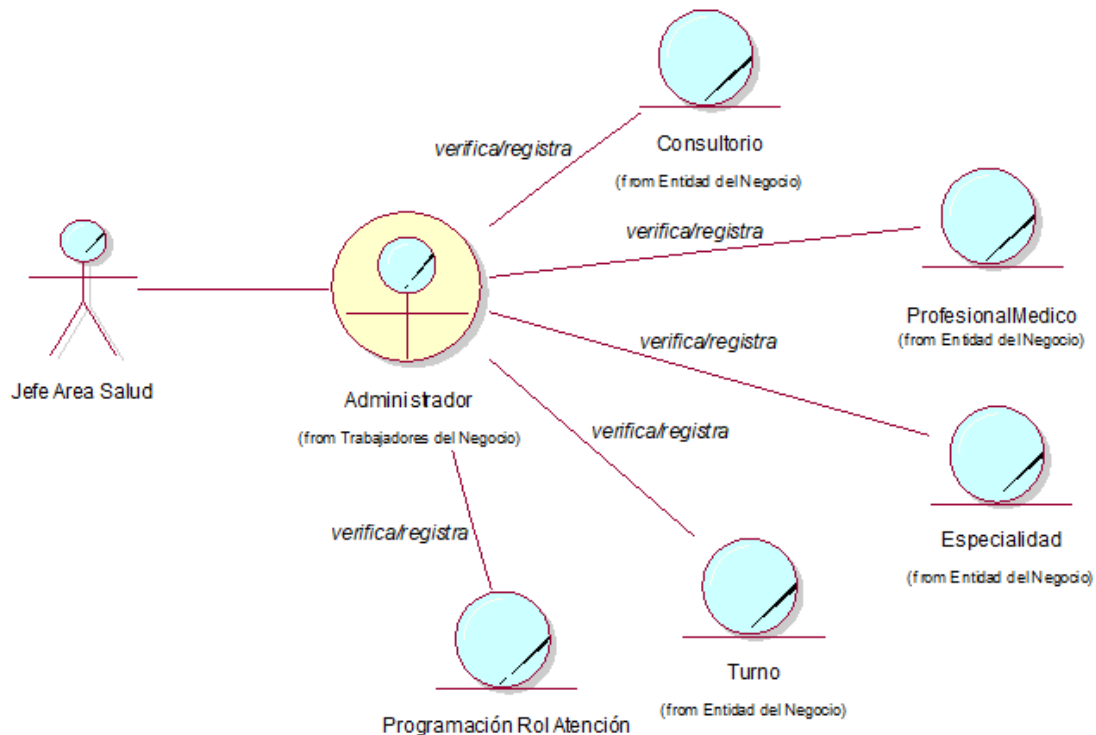 verifica/registra
Consultorio
(from Entidad del Negocio)
verifica/registra
ProfesionalMedico
(from Entidad del Negocio)
Jefe Area Salud
Administrador
(from Trabajadores del Negocio)
verifica/registra
verifica/registra
Especialidad
(from Entidad del Negocio)
verifica/registra
Turno
(from Entidad del Negocio)
Programación Rol Atención